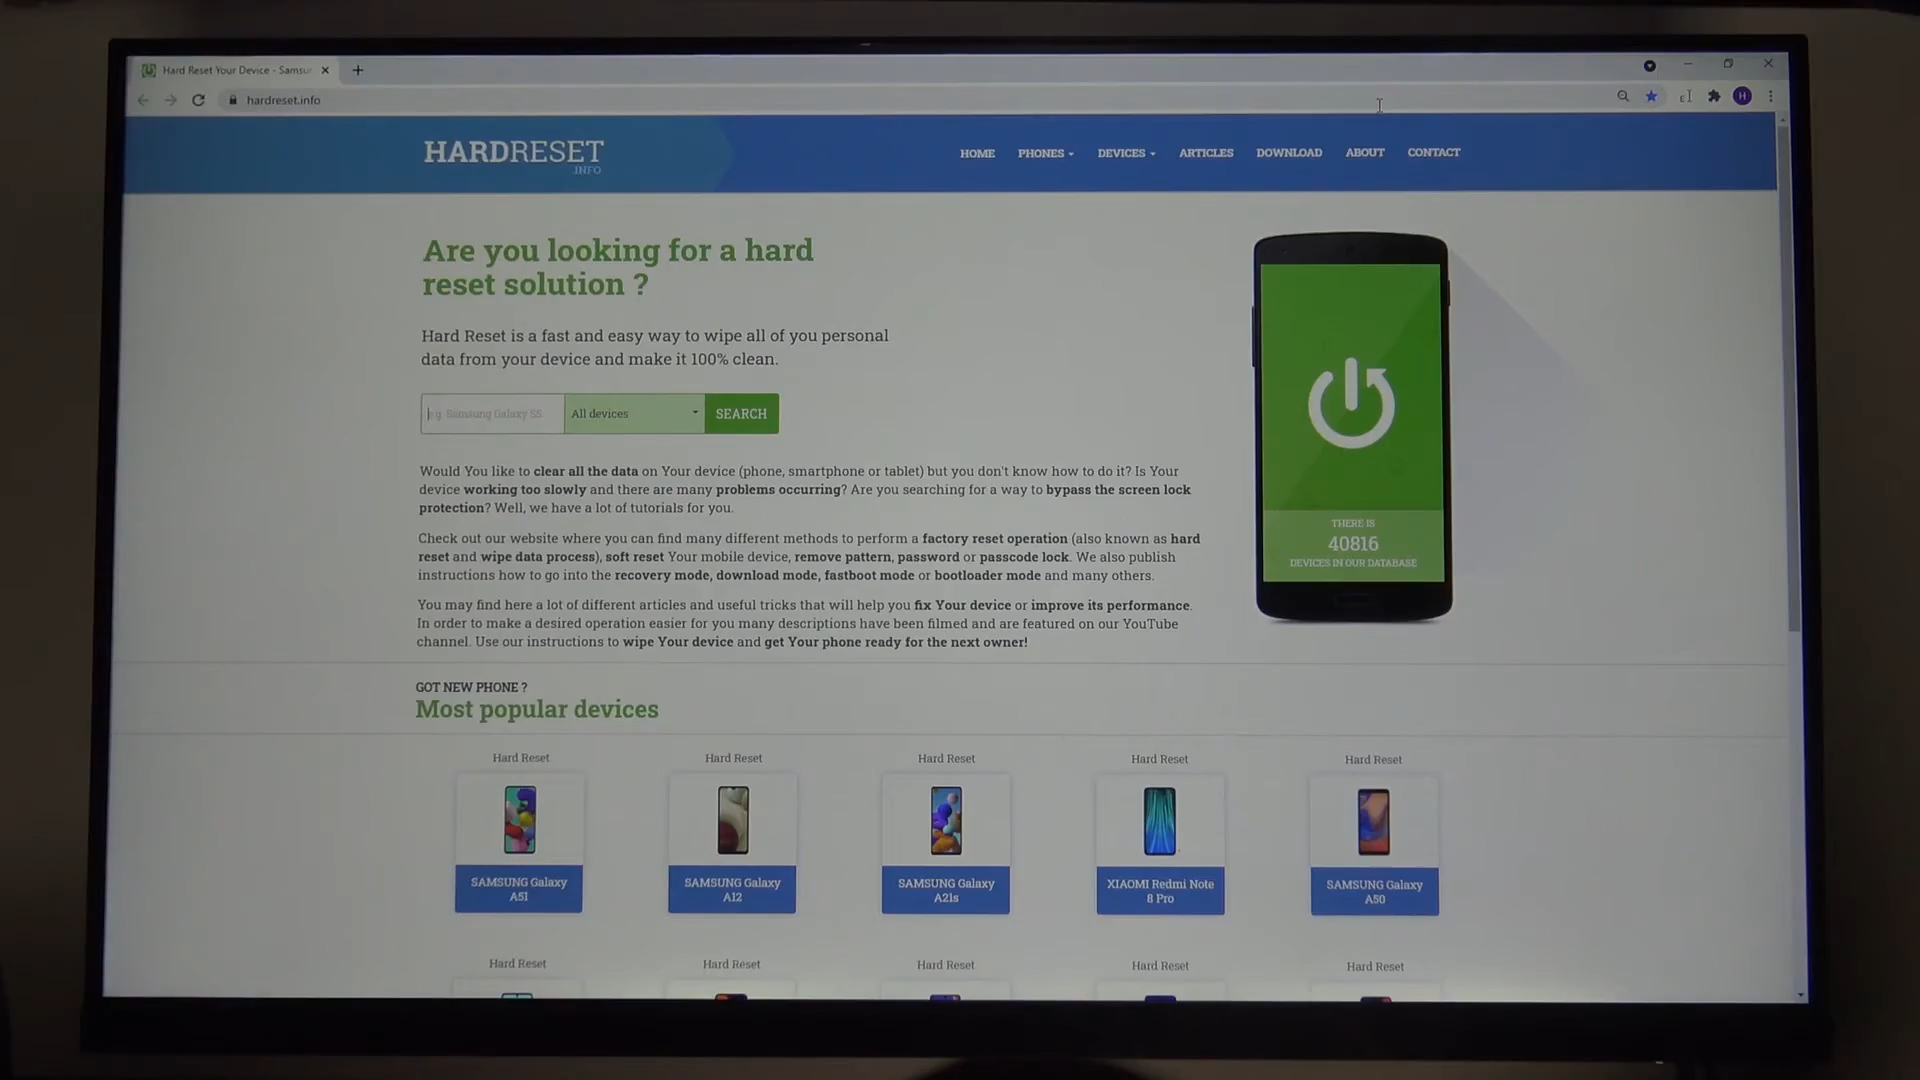 Hard Reset Your Device - Samsu
hardreset.info
H
HARDRESET
.INFO
HOME PHONES DEVICES ARTICLES DOWNLOAD ABOUT CONTACT
Are you looking for a hard
reset solution ?
Hard Reset is a fast and easy way to wipe all of you personal
data from your device and make it 100% clean.
e.g. Samsung Galaxy S5 All devices SEARCH
Would You like to clear all the data on Your device (phone, smartphone or tablet) but you don't know how to do it? Is Your
device working too slowly and there are many problems occurring? Are you searching for a way to bypass the screen lock
protection? Well, we have a lot of tutorials for you.
Check out our website where you can find many different methods to perform a factory reset operation (also known as hard
reset and wipe data process), soft reset Your mobile device, remove pattern, password or passcode lock. We also publish
instructions how to go into the recovery mode, download mode, fastboot mode or bootloader mode and many others.
You may find here a lot of different articles and useful tricks that will help you fix Your device or improve its performance.
In order to make a desired operation easier for you many descriptions have been filmed and are featured on our YouTube
channel. Use our instructions to wipe Your device and get Your phone ready for the next owner!
THERE IS
40816
DEVICES IN OUR DATABASE
GOT NEW PHONE ?
Most popular devices
Hard Reset Hard Reset Hard Reset Hard Reset Hard Reset
SAMSUNG Galaxy SAMSUNG Galaxy SAMSUNG Galaxy XIAOMI Redmi Note SAMSUNG Galaxy
A51 A12 A21s 8 Pro A50
Hard Reset Hard Reset Hard Reset Hard Reset Hard Reset